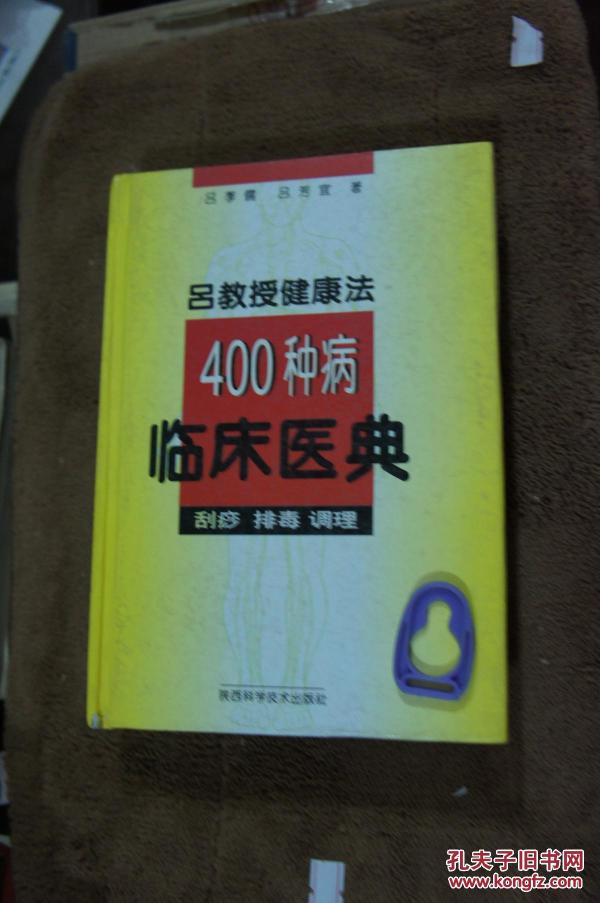 吕季儒 吕芳宜 著
吕教授健康法
400种病
临床医典
刮痧 排毒 调理
陕西科学技术出版社
孔夫子旧书网
www.kongfz.com